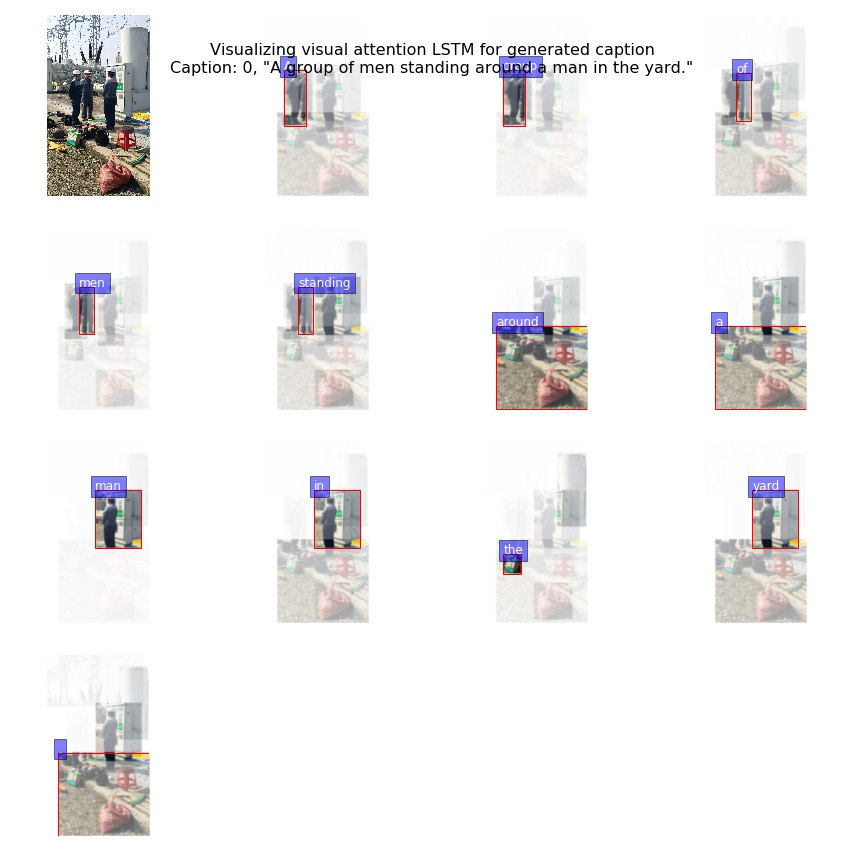 Visualizing visual attention LSTM for generated caption
Caption: 0, "A group of men standing around a man in the yard."
A
group
of
men
standing
around
a
man
in
the
yard
.